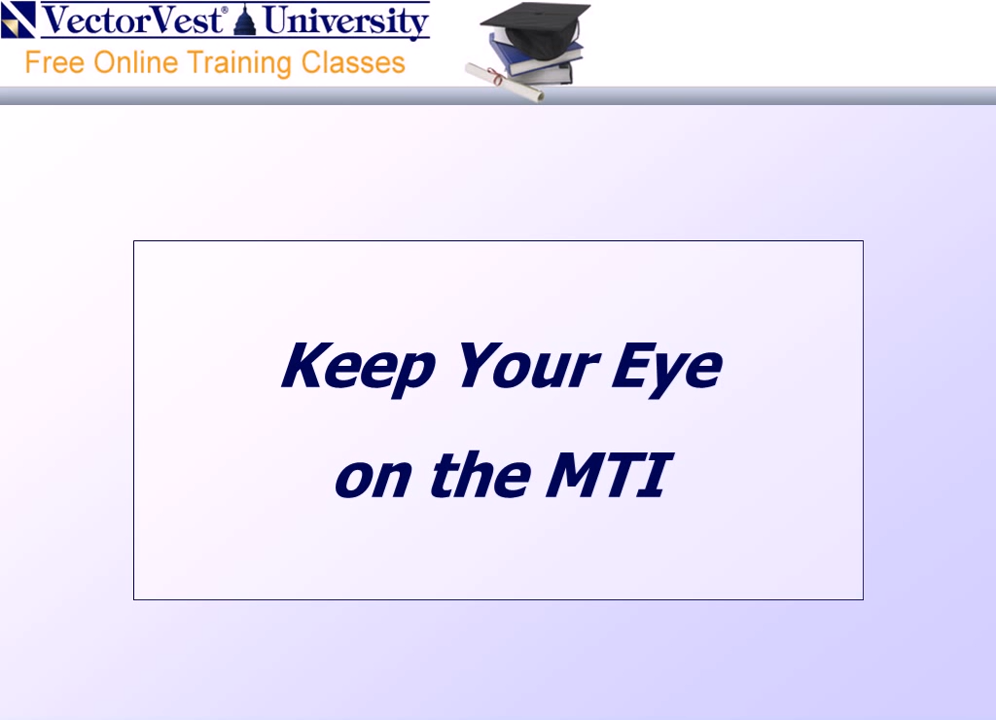 VectorVest® University
Free Online Training Classes
Keep Your Eye
on the MTI